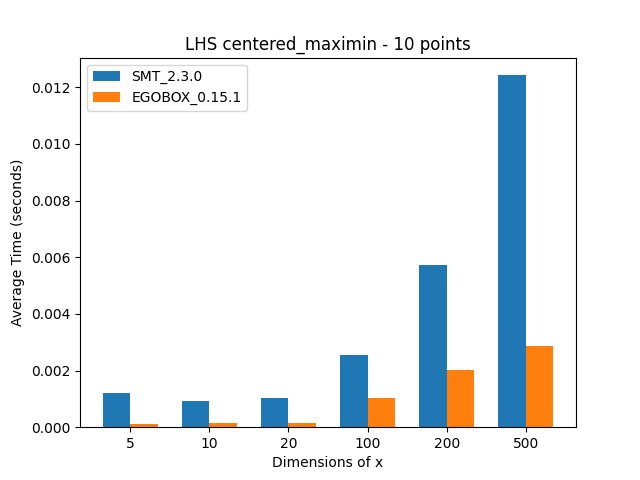 LHS centered_maximin - 10 points
SMT_2.3.0
EGOBOX_0.15.1
Average Time (seconds)
0.012
0.010
0.008
0.006
0.004
0.002
0.000
5 10 20 100 200 500
Dimensions of x